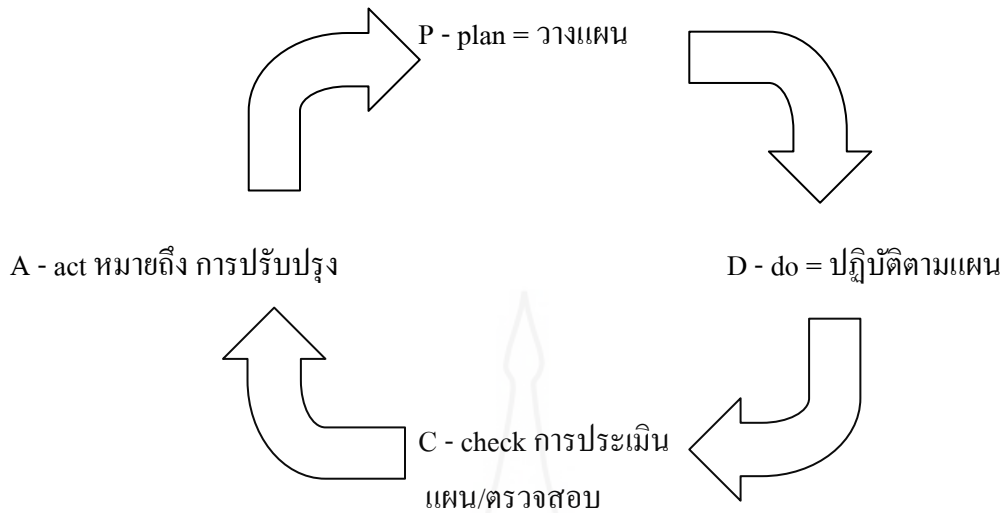 P - plan = วางแผน
A - act หมายถึง การปรับปรุง
D - do = ปฏิบัติตามแผน
C - check การประเมิน
แผน/ตรวจสอบ